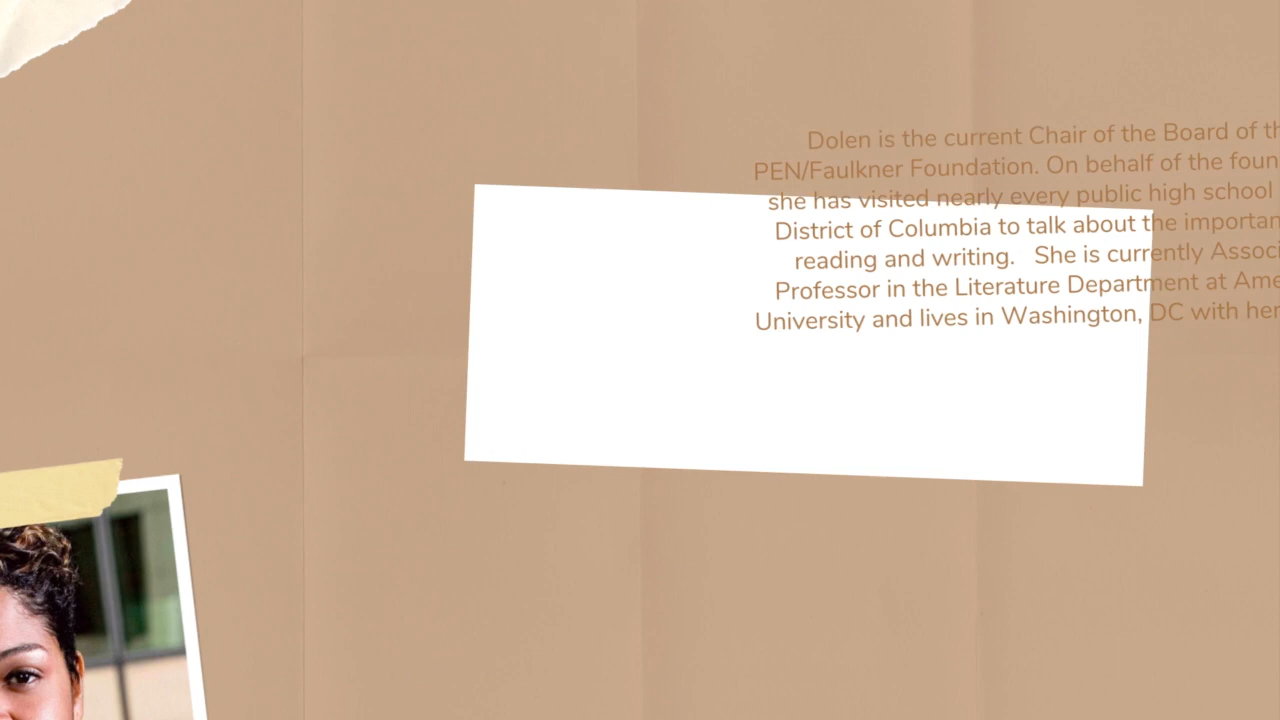 Dolen is the current Chair of the Board of th
PEN/Faulkner Foundation. On behalf of the foun
she has visited nearly every public high school
District of Columbia to talk about the importan
reading and writing.   She is currently Associ
Professor in the Literature Department at Ame
University and lives in Washington, DC with her